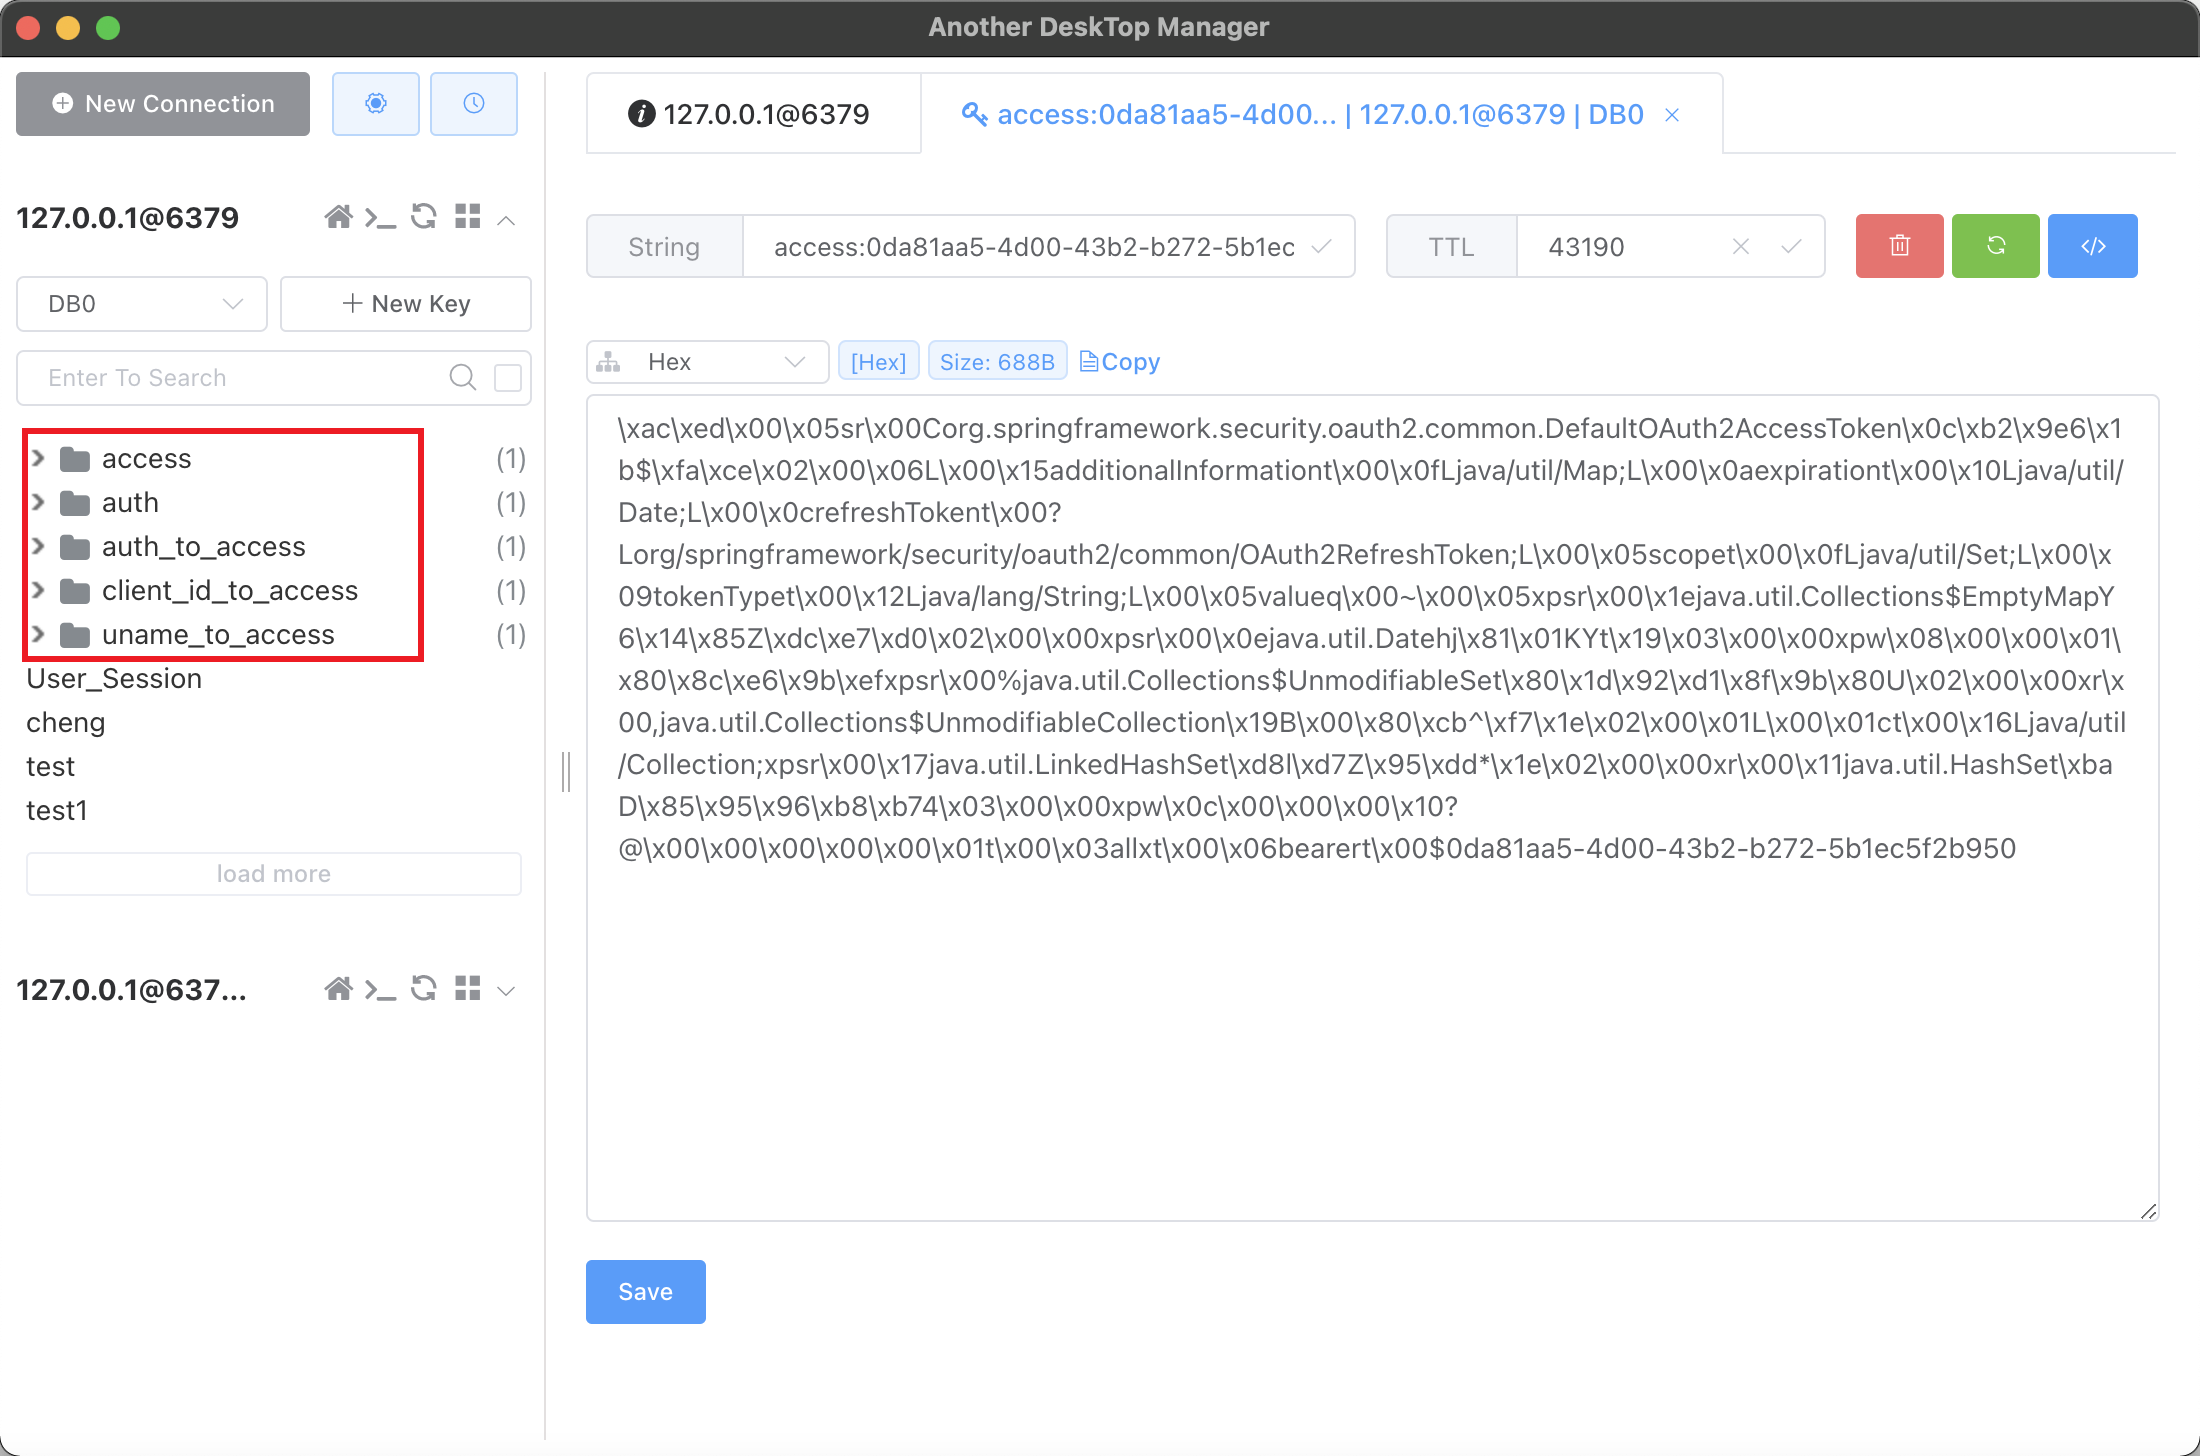 Another DeskTop Manager
New Connection
127.0.0.1@6379
DB0
New Key
Enter To Search
access (1)
auth (1)
auth_to_access (1)
client_id_to_access (1)
uname_to_access (1)
User_Session
cheng
test
test1
load more
127.0.0.1@637...
127.0.0.1@6379
access:0da81aa5-4d00... | 127.0.0.1@6379 | DB0
String access:0da81aa5-4d00-43b2-b272-5b1ec
TTL 43190
Hex [Hex] Size: 688B Copy
\xac\xed\x00\x05sr\x00Corg.springframework.security.oauth2.common.DefaultOAuth2AccessToken\x0c\xb2\x9e6\x1
b$\xfa\xce\x02\x00\x06L\x00\x15additionalInformationt\x00\x0fLjava/util/Map;L\x00\x0aexpirationt\x00\x10Ljava/util/
Date;L\x00\x0crefreshTokent\x00?
Lorg/springframework/security/oauth2/common/OAuth2RefreshToken;L\x00\x05scopet\x00\x0fLjava/util/Set;L\x00\x
09tokenTypet\x00\x12Ljava/lang/String;L\x00\x05valueq\x00~\x00\x05xpsr\x00\x1ejava.util.Collections$EmptyMapY
6\x14\x85Z\xdc\xe7\xd0\x02\x00\x00xpsr\x00\x0ejava.util.Datehj\x81\x01KYt\x19\x03\x00\x00xpw\x08\x00\x00\x01\
x80\x8c\xe6\x9b\xefxpsr\x00%java.util.Collections$UnmodifiableSet\x80\x1d\x92\xd1\x8f\x9b\x80U\x02\x00\x00xr\x
00,java.util.Collections$UnmodifiableCollection\x19B\x00\x80\xcb^\xf7\x1e\x02\x00\x01L\x00\x01ct\x00\x16Ljava/util
/Collection;xpsr\x00\x17java.util.LinkedHashSet\xd8l\xd7Z\x95\xdd*\x1e\x02\x00\x00xr\x00\x11java.util.HashSet\xba
D\x85\x95\x96\xb8\xb74\x03\x00\x00xpw\x0c\x00\x00\x00\x10?
@\x00\x00\x00\x00\x00\x01t\x00\x03allxt\x00\x06bearert\x00$0da81aa5-4d00-43b2-b272-5b1ec5f2b950
Save